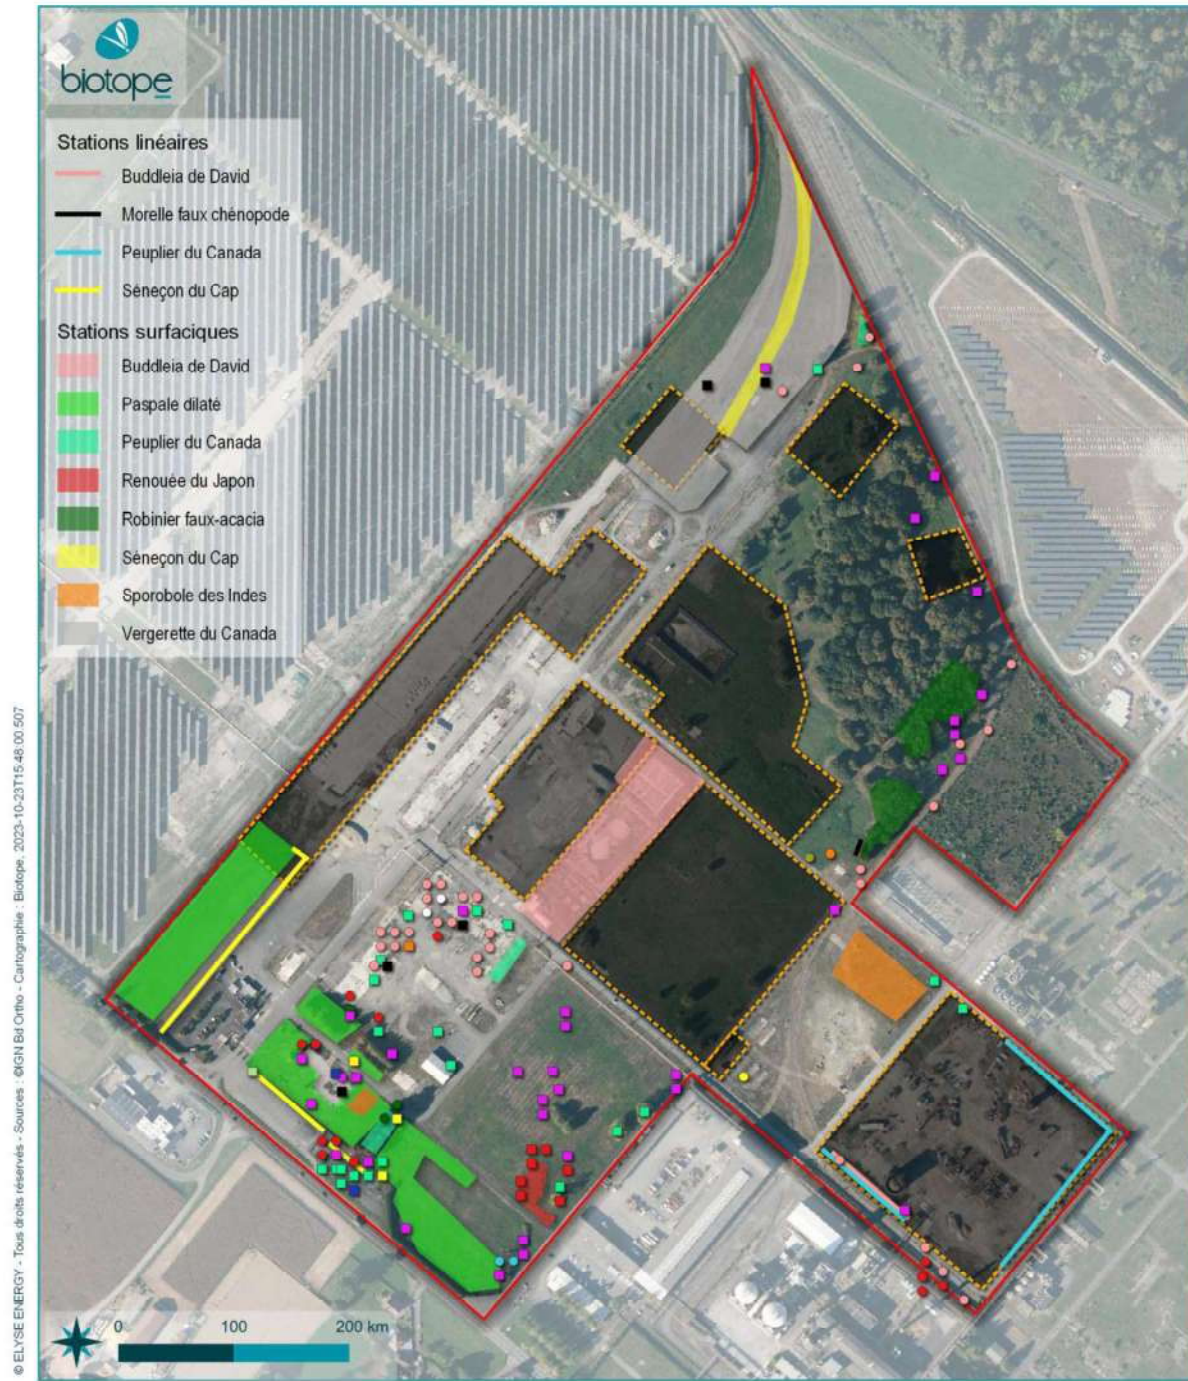 biotope
Stations linéaires
Buddleia de David
Morelle faux chénopode
Peuplier du Canada
Séneçon du Cap
Stations surfaciques
Buddleia de David
Paspale dilaté
Peuplier du Canada
Renouée du Japon
Robinier faux-acacia
Séneçon du Cap
Sporobole des Indes
Vergerette du Canada
0 100 200 km
© ELYSE ENERGY - Tous droits réservés - Sources : ©IGN Bd Ortho - Cartographie : Biotope, 2023-10-23T15:48:00.507